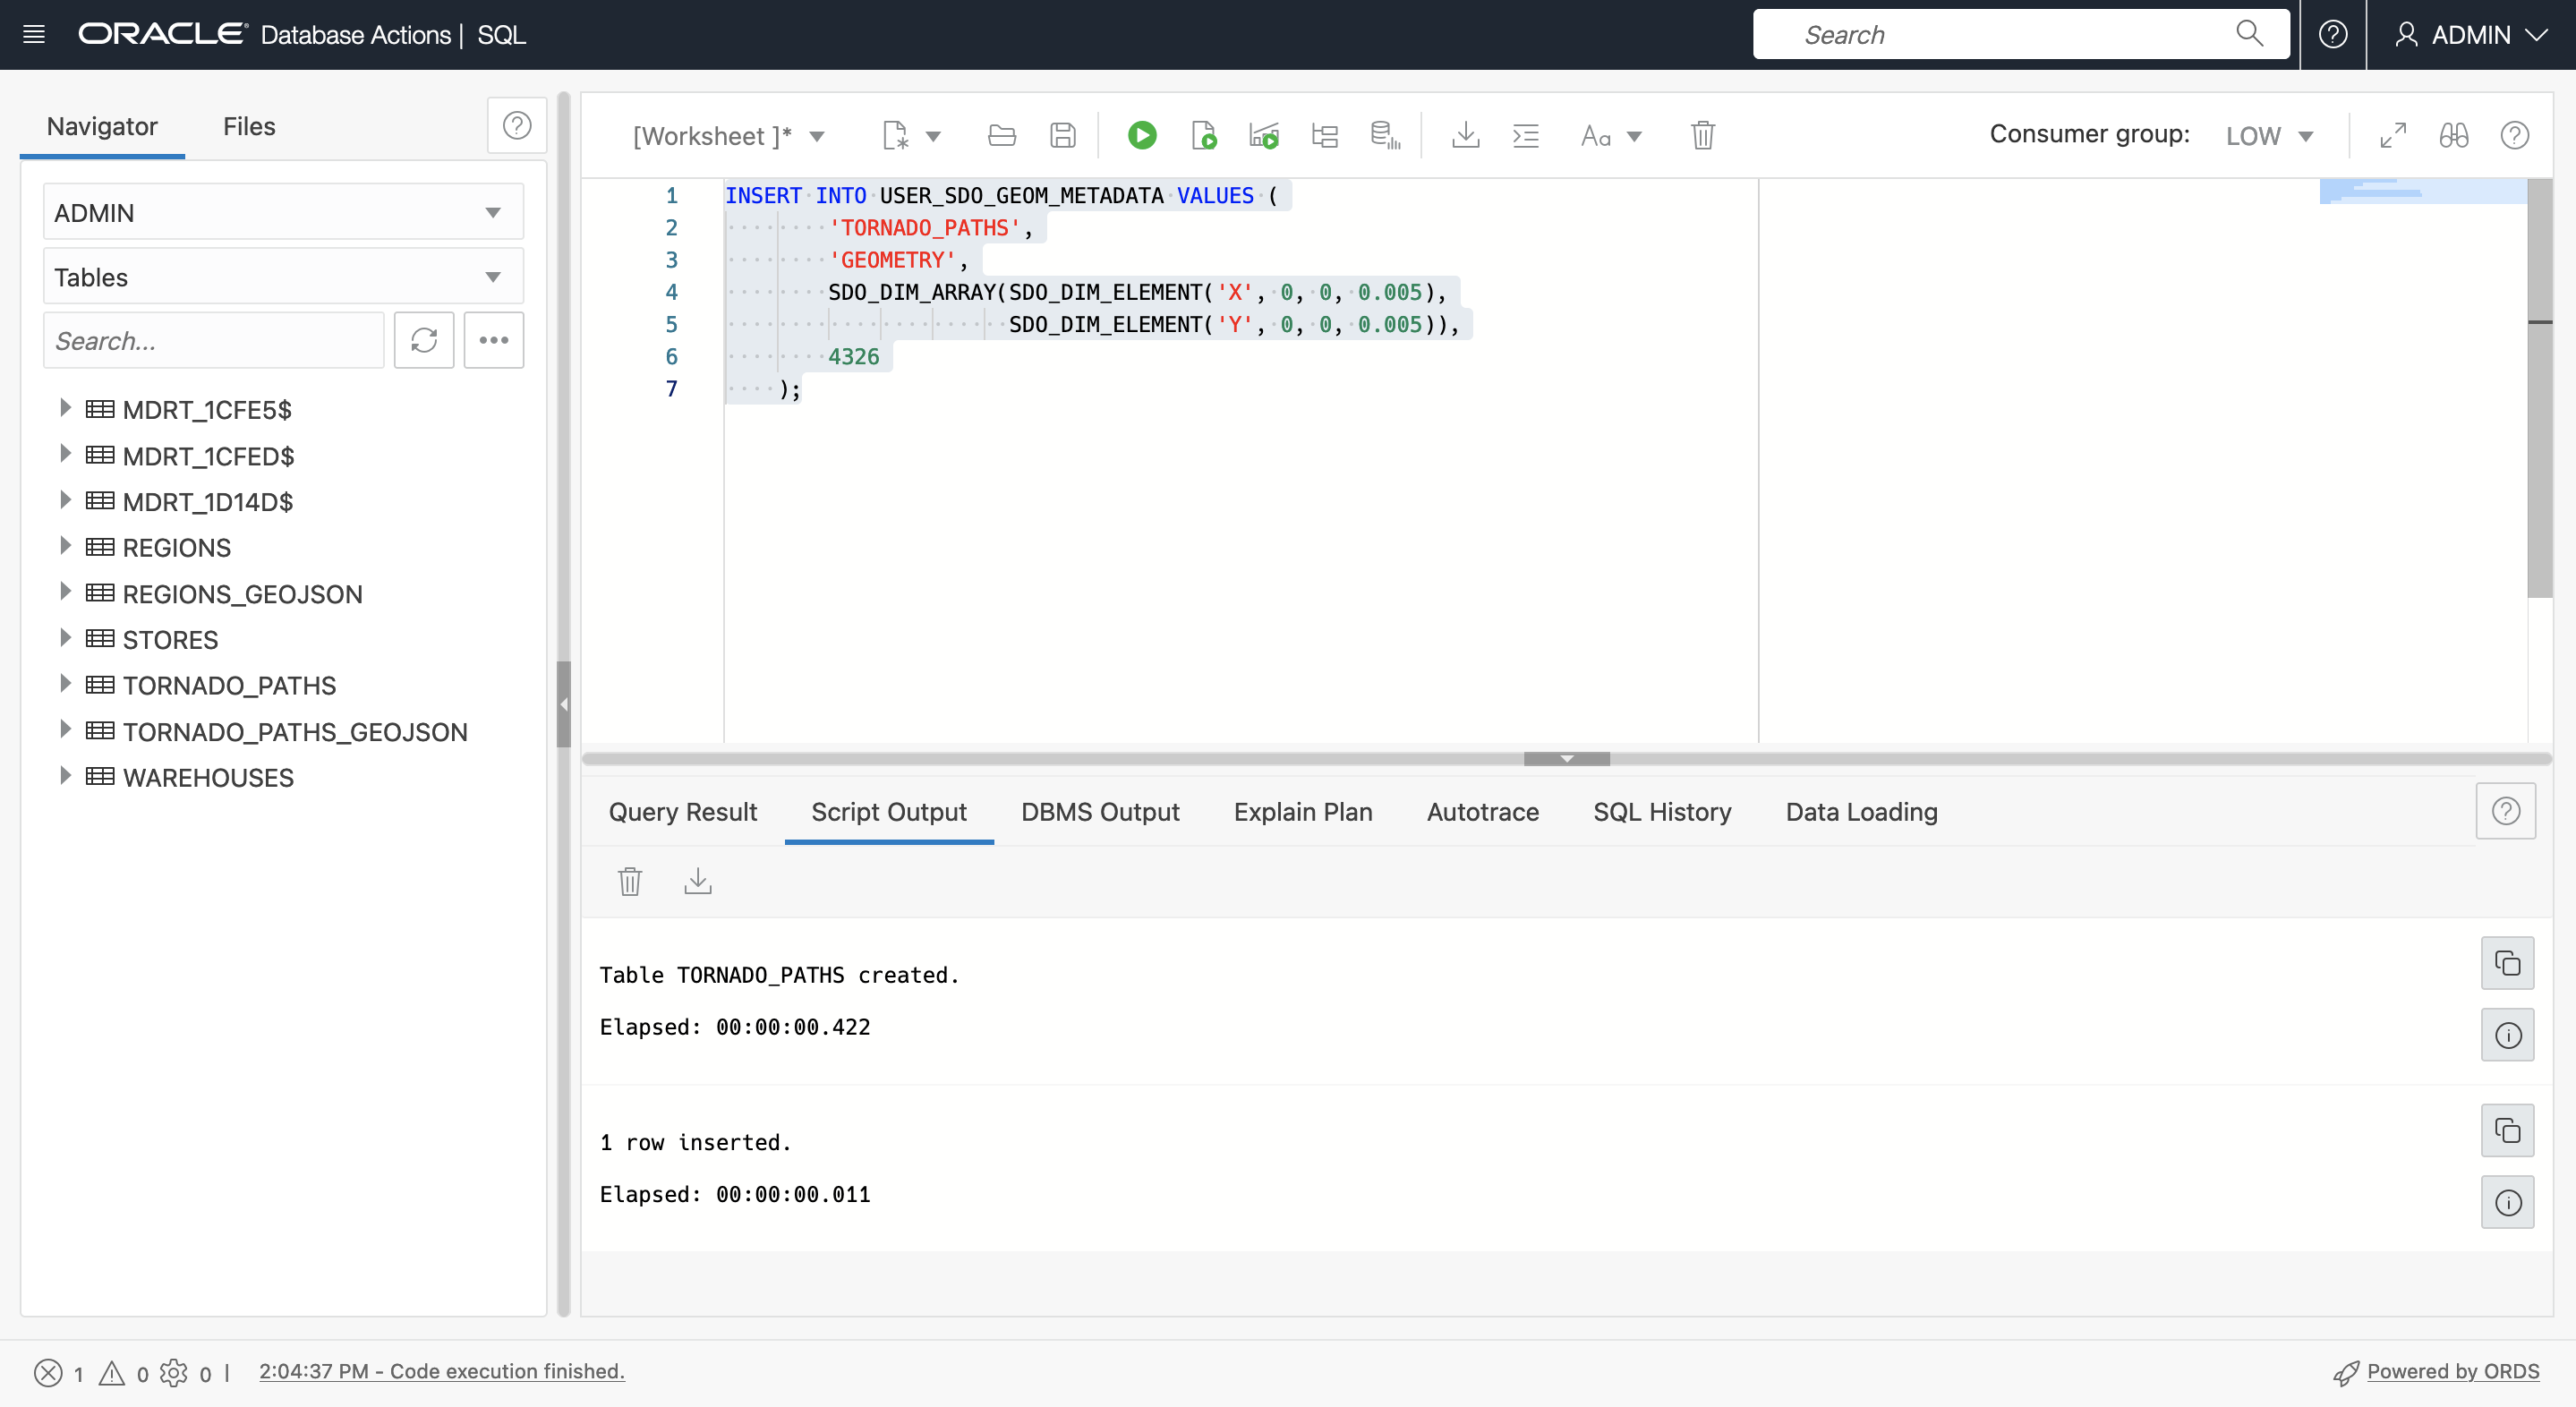 ORACLE Database Actions | SQL
Search
ADMIN
Navigator
Files
ADMIN
Tables
Search...
MDRT_1CFE5$
MDRT_1CFED$
MDRT_1D14D$
REGIONS
REGIONS_GEOJSON
STORES
TORNADO_PATHS
TORNADO_PATHS_GEOJSON
WAREHOUSES
[Worksheet ]*
Aa
Consumer group: LOW
1 INSERT INTO USER_SDO_GEOM_METADATA VALUES (
2 'TORNADO_PATHS',
3 'GEOMETRY',
4 SDO_DIM_ARRAY(SDO_DIM_ELEMENT('X', 0, 0, 0.005),
5 SDO_DIM_ELEMENT('Y', 0, 0, 0.005)),
6 4326
7 );
Query Result Script Output DBMS Output Explain Plan Autotrace SQL History Data Loading
Table TORNADO_PATHS created.
Elapsed: 00:00:00.422
1 row inserted.
Elapsed: 00:00:00.011
1 0 0 | 2:04:37 PM - Code execution finished.
Powered by ORDS